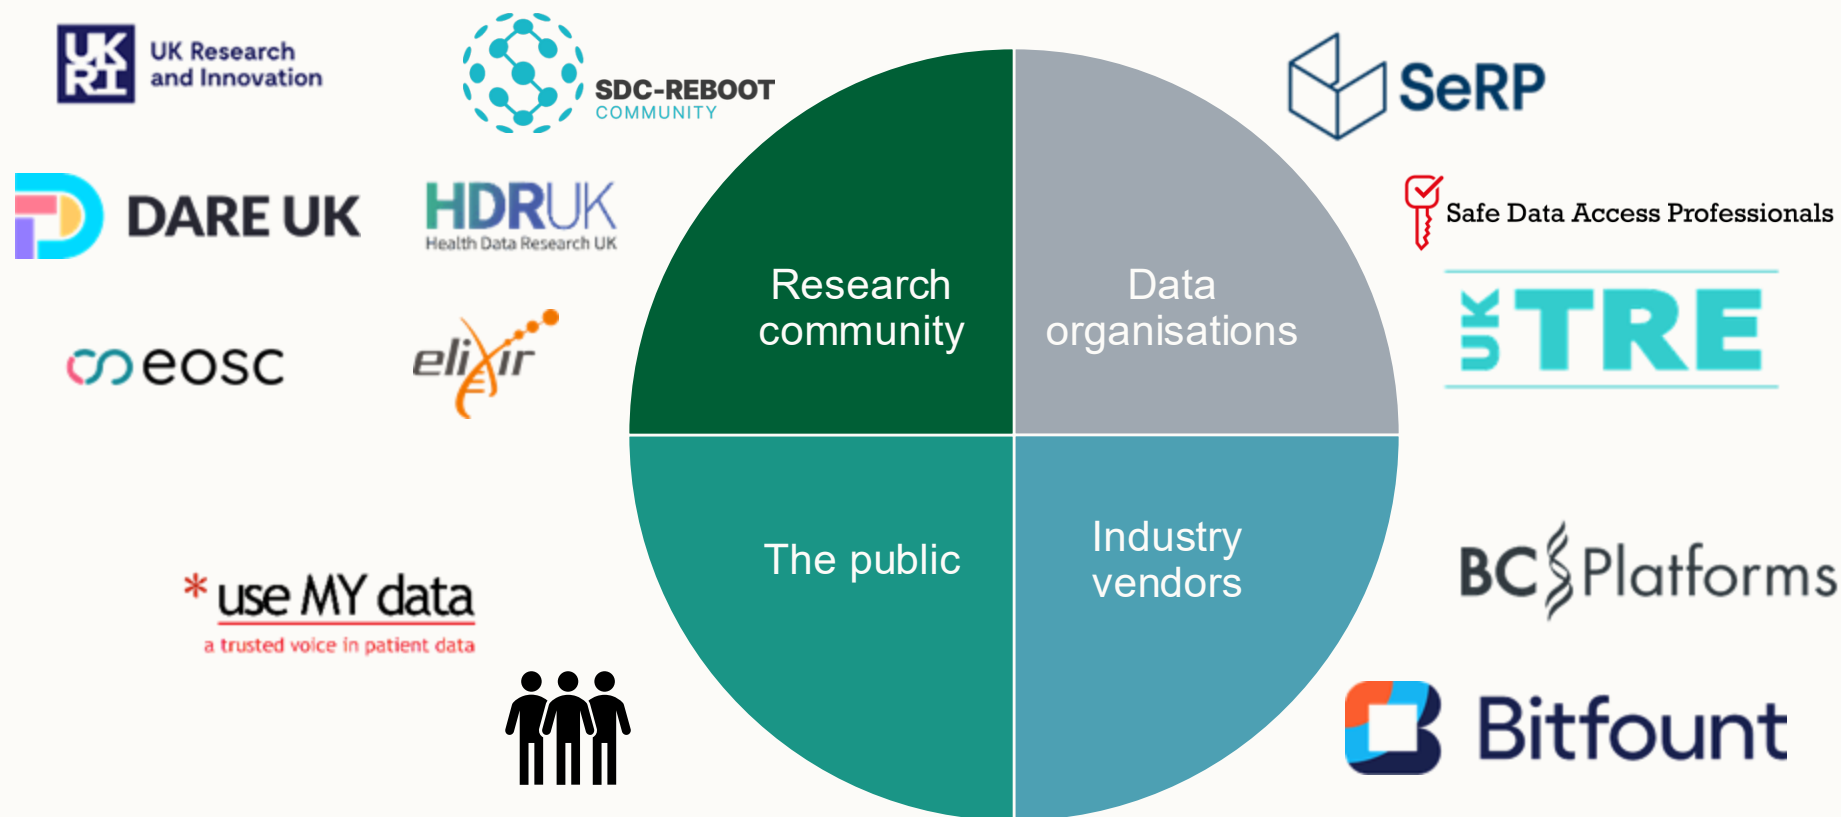 UK
RI
UK Research
and Innovation
SDC-REBOOT
COMMUNITY
SeRP
DARE UK
HDRUK
Health Data Research UK
Safe Data Access Professionals
Research
community
Data
organisations
UK TRE
eosc
elixir
The public
Industry
vendors
BC Platforms
* use MY data
a trusted voice in patient data
Bitfount